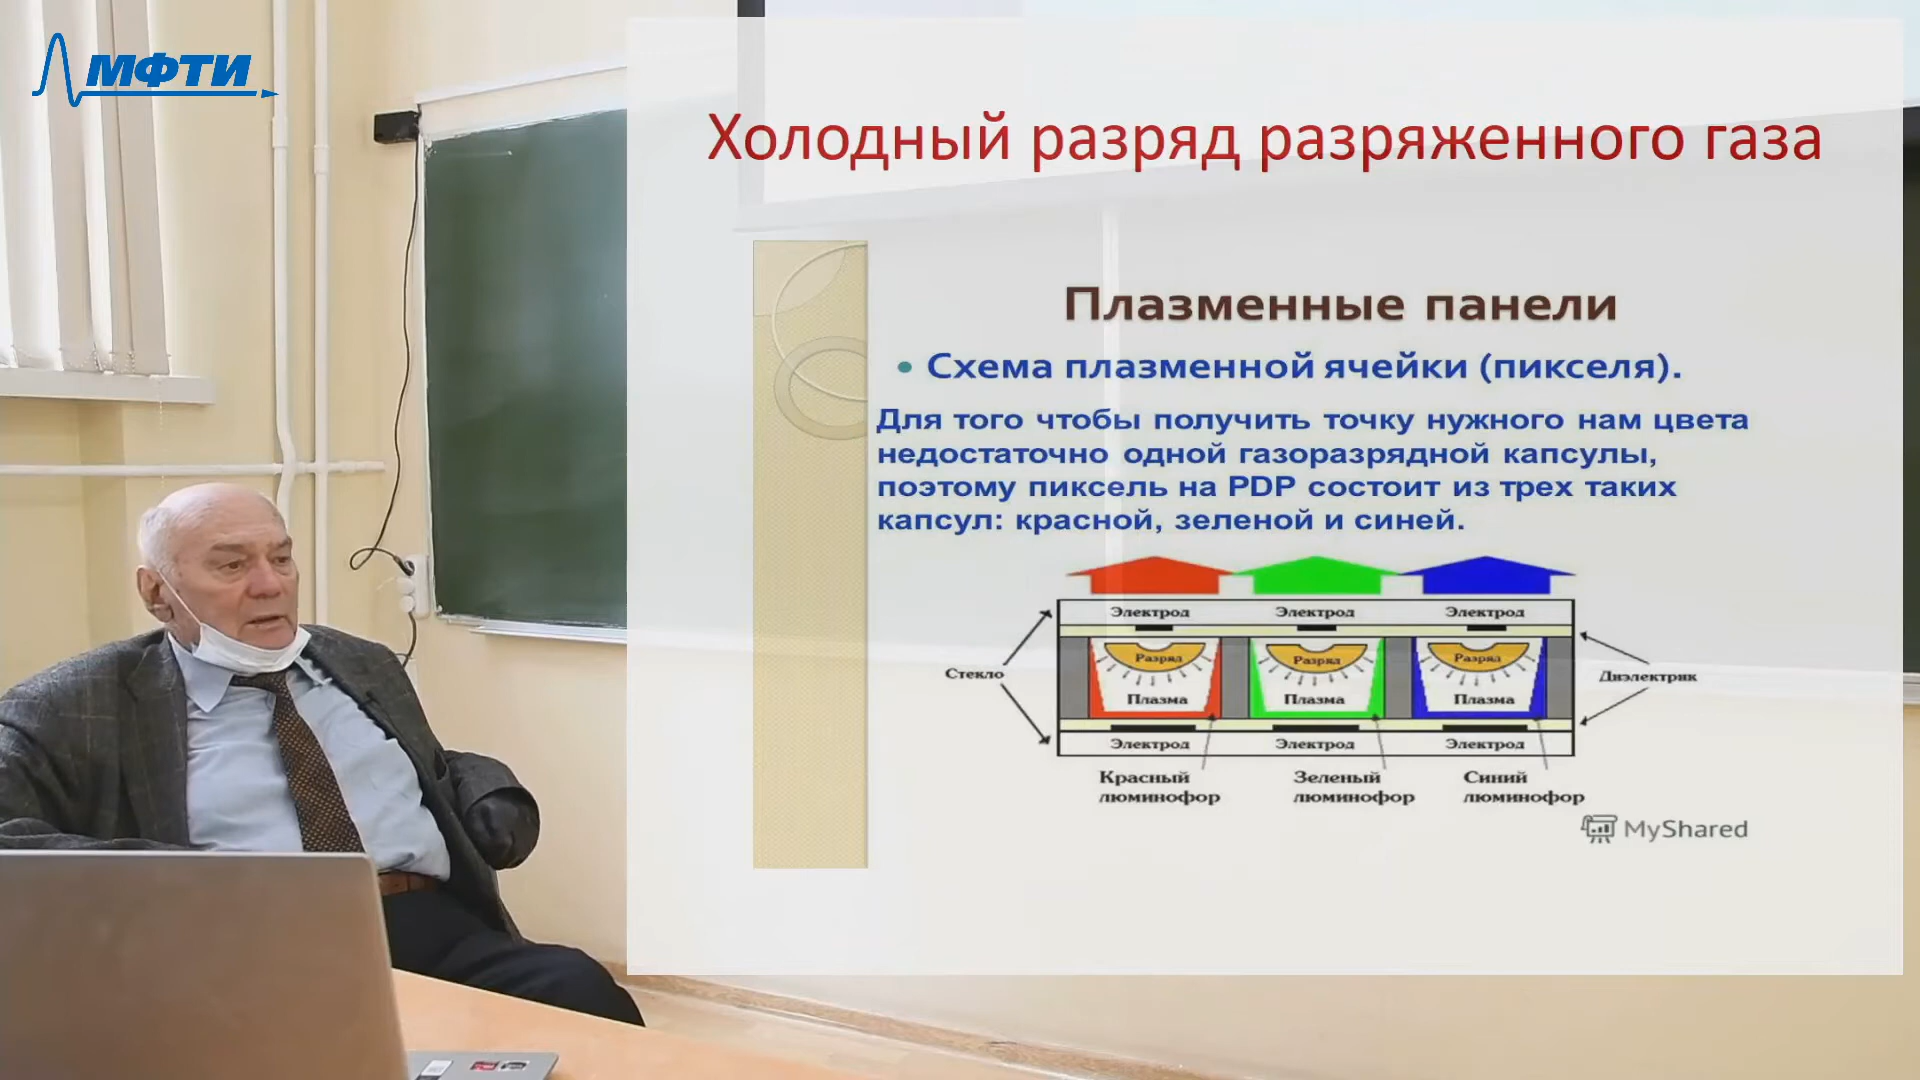 МФТИ
Холодный разряд разряженного газа
Плазменные панели
• Схема плазменной ячейки (пикселя).
Для того чтобы получить точку нужного нам цвета
недостаточно одной газоразрядной капсулы,
поэтому пиксель на PDP состоит из трех таких
капсул: красной, зеленой и синей.
Электрод Электрод Электрод
Разряд Разряд Разряд
Стекло
Диэлектрик
Плазма Плазма Плазма
Электрод Электрод Электрод
Красный люминофор
Зеленый люминофор
Синий люминофор
MyShared